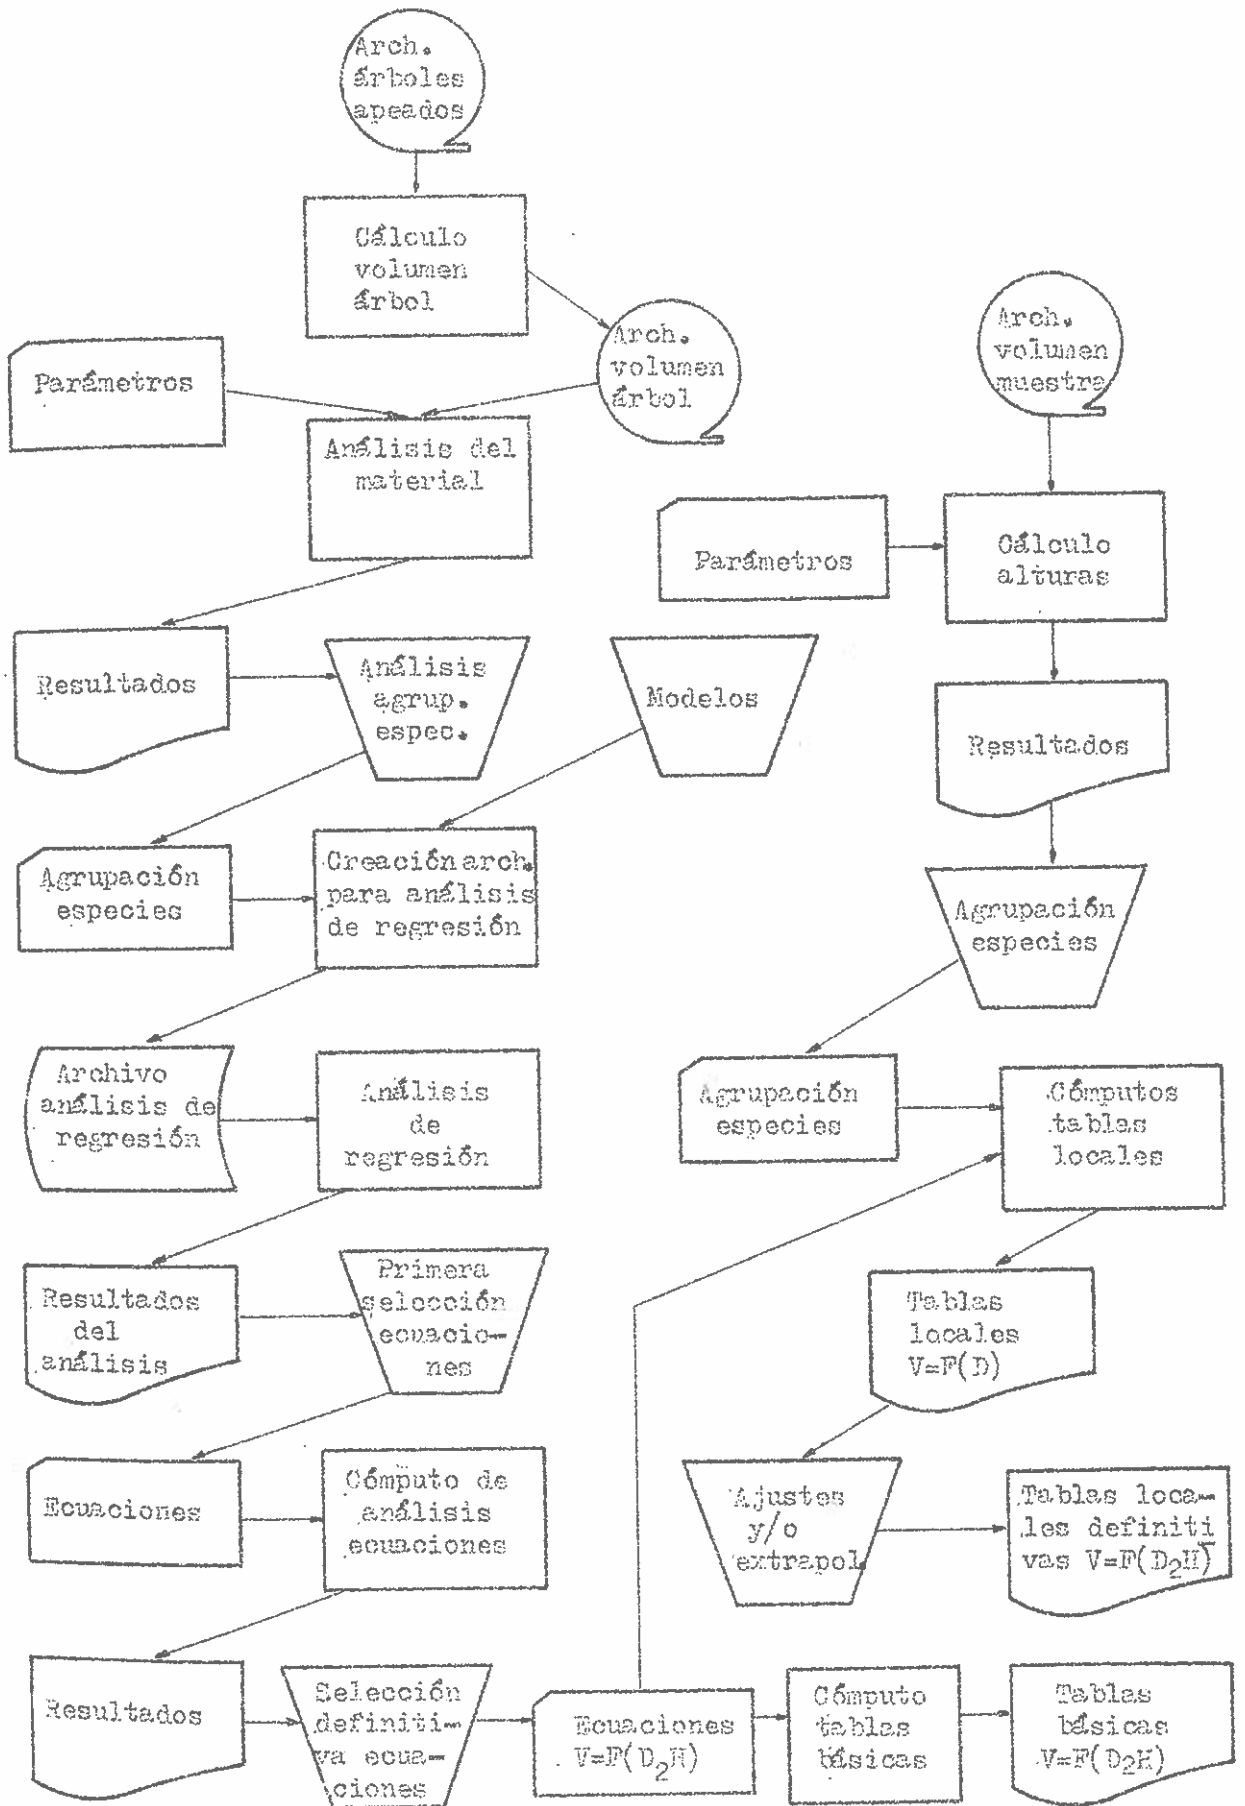 Arch.
árboles
apeados
Cálculo
volumen
árbol
Arch.
volumen
árbol
Parámetros
Análisis del
material
Resultados
Análisis
agrup.
espec.
Modelos
Agrupación
especies
Creación arch.
para análisis
de regresión
Archivo
análisis de
regresión
Análisis
de
regresión
Resultados
del
análisis
Primera
selección
ecuacio-
nes
Ecuaciones
Cómputo de
análisis
ecuaciones
Resultados
Selección
definiti-
va ecua-
ciones
Ecuaciones
V=F(D₂H)
Cómputo
tablas
básicas
Tablas
básicas
V=F(D₂H)
Arch.
volumen
muestra
Parámetros
Cálculo
alturas
Resultados
Agrupación
especies
Agrupación
especies
Cómputos
tablas
locales
Tablas
locales
V=F(D)
Ajustes
y/o
extrapol.
Tablas loca-
les definiti
vas V=F(D₂H)